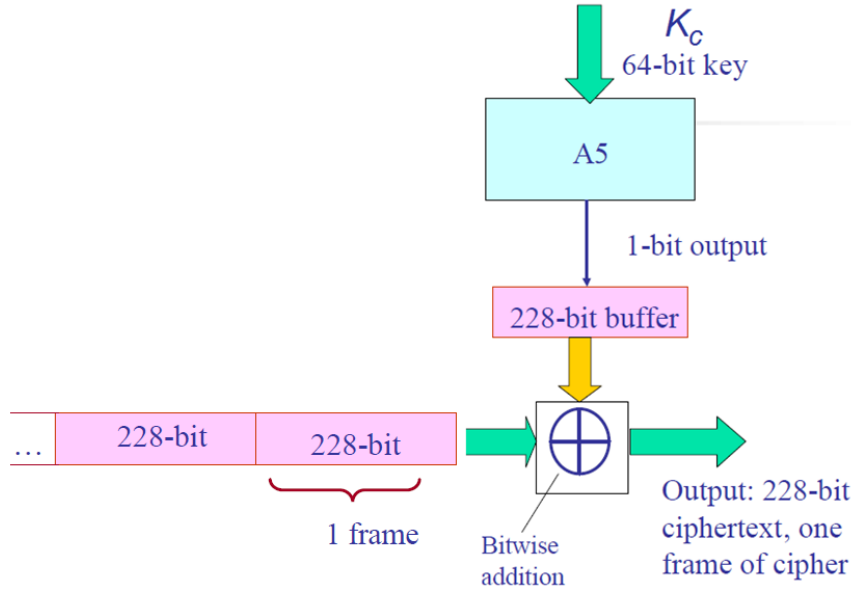 Kc
64-bit key
A5
1-bit output
228-bit buffer
...
228-bit
228-bit
1 frame
Bitwise
addition
Output: 228-bit
ciphertext, one
frame of cipher